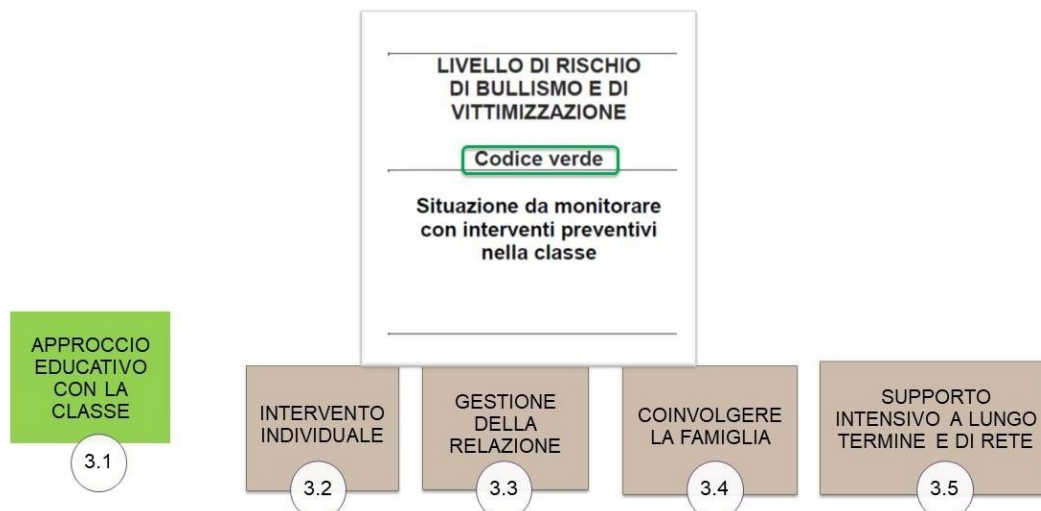 LIVELLO DI RISCHIO
DI BULLISMO E DI
VITTIMIZZAZIONE
Codice verde
Situazione da monitorare
con interventi preventivi
nella classe
APPROCCIO
EDUCATIVO
CON LA
CLASSE
3.1
INTERVENTO
INDIVIDUALE
3.2
GESTIONE
DELLA
RELAZIONE
3.3
COINVOLGERE
LA FAMIGLIA
3.4
SUPPORTO
INTENSIVO A LUNGO
TERMINE E DI RETE
3.5